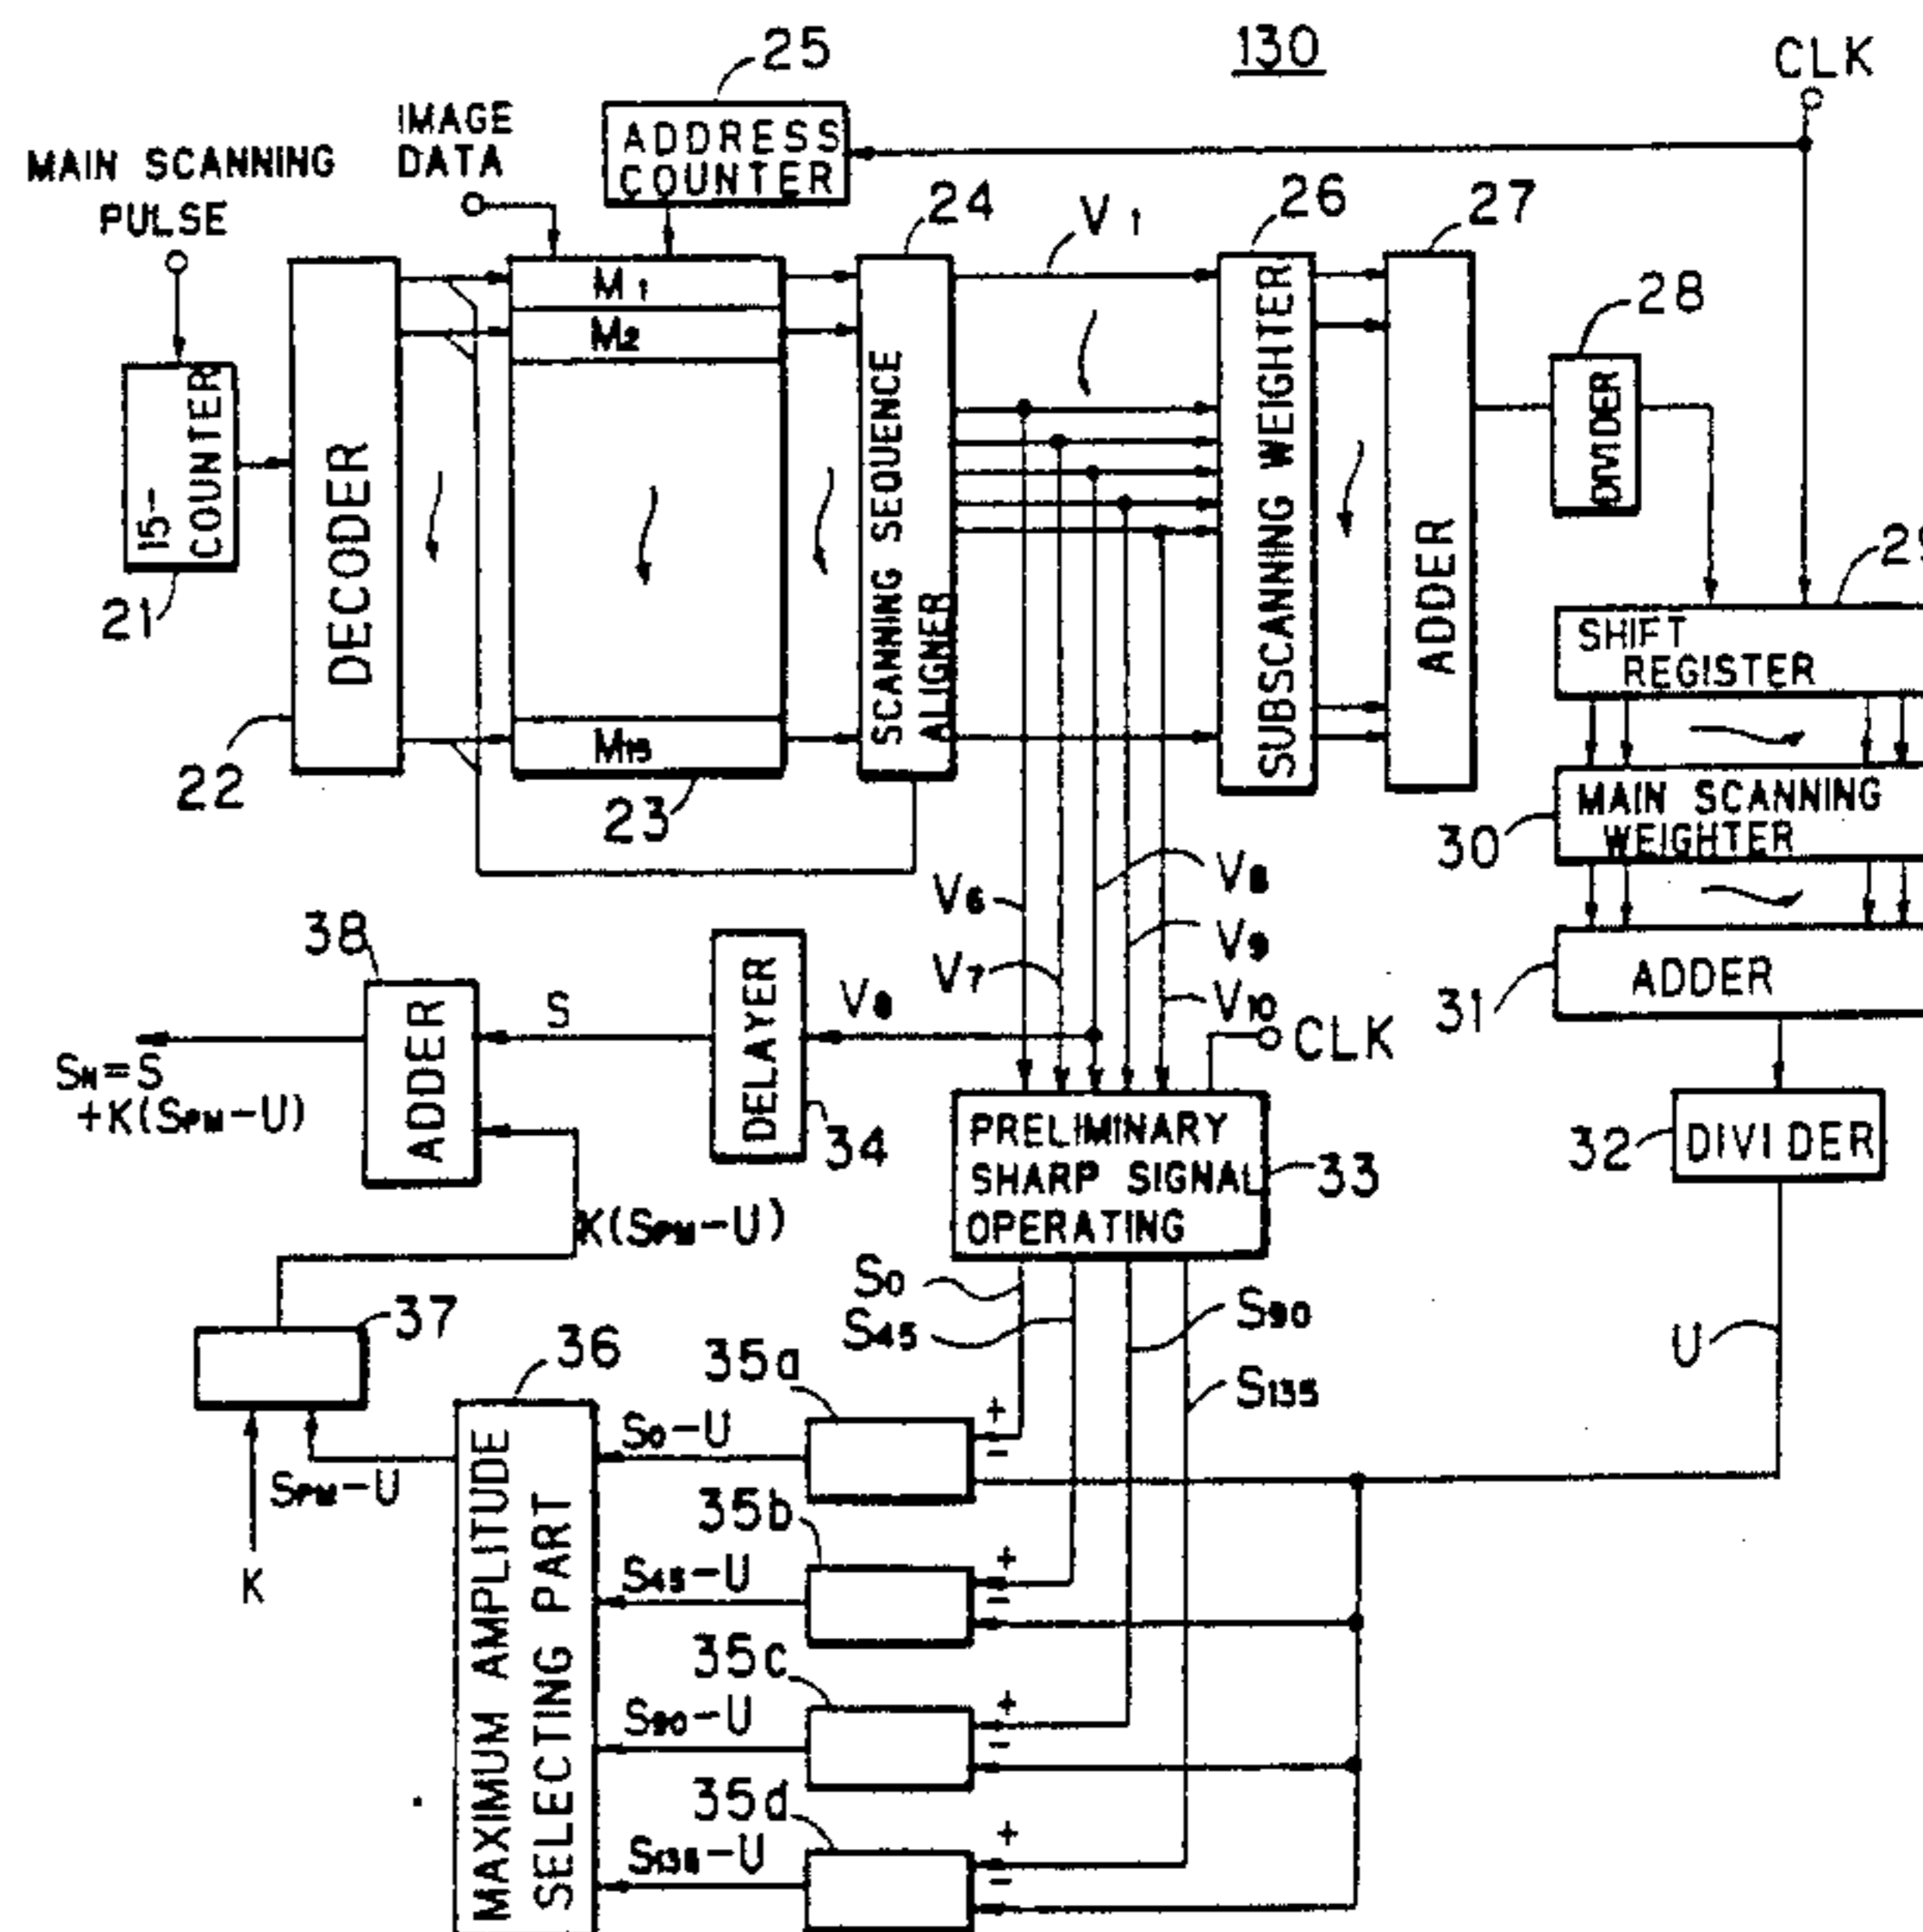 130
25
CLK
IMAGE
DATA
ADDRESS
COUNTER
MAIN SCANNING
PULSE
24
V1
26
27
28
15-
COUNTER
21
DECODER
22
M1
M2
M15
23
SCANNING SEQUENCE
ALIGNER
SUBSCANNING WEIGHTER
ADDER
DIVIDER
29
SHIFT
REGISTER
MAIN SCANNING
WEIGHTER
30
ADDER
31
DIVIDER
32
V6
V7
V8
V9
V10
CLK
38
ADDER
S
DELAYER
34
V8
SN=S
+K(SPM-U)
PRELIMINARY
SHARP SIGNAL
OPERATING
33
K(SPM-U)
37
K
SPM-U
36
MAXIMUM AMPLITUDE
SELECTING PART
S0
S45
S90
S135
U
35a
S0-U
+
-
35b
S45-U
+
-
35c
S90-U
+
-
35d
S135-U
+
-